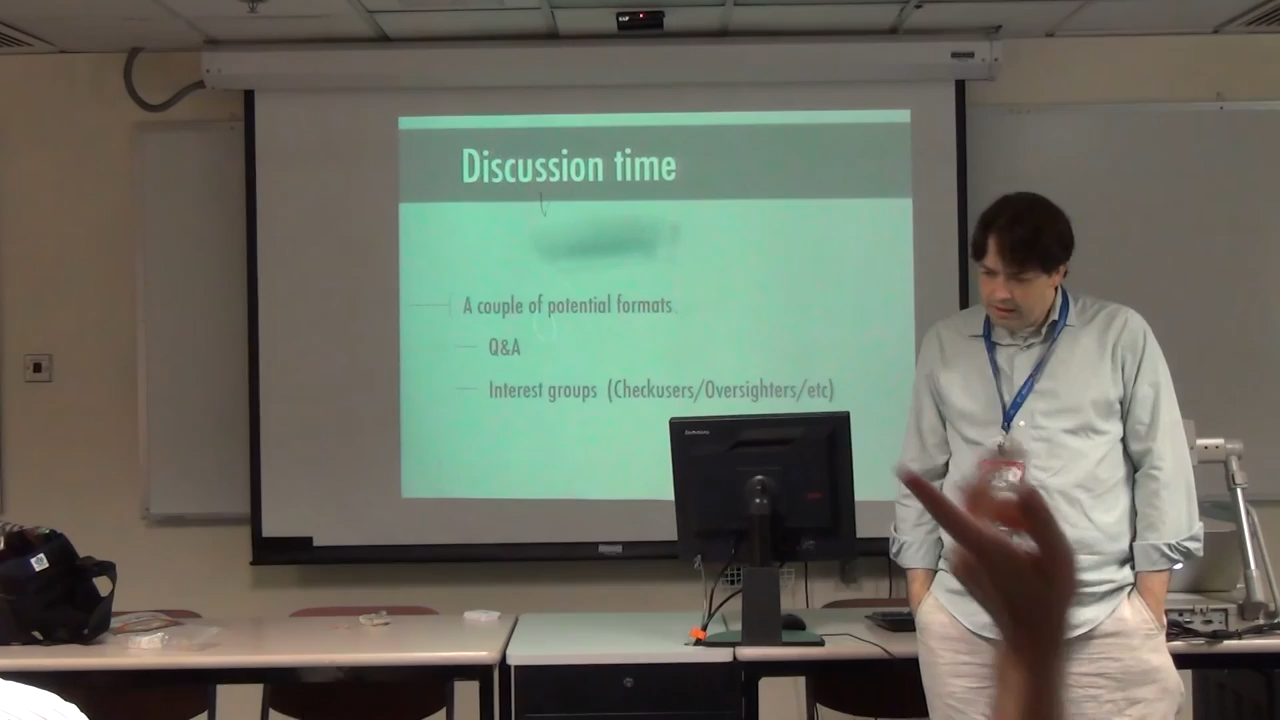 Discussion time
A couple of potential formats
Q&A
Interest groups (Checkusers/Oversighters/etc)